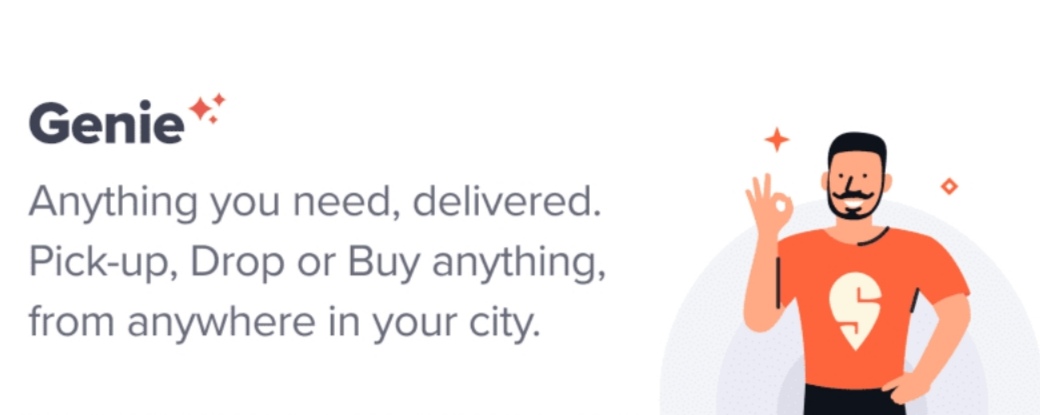 Genie
Anything you need, delivered.
Pick-up, Drop or Buy anything,
from anywhere in your city.